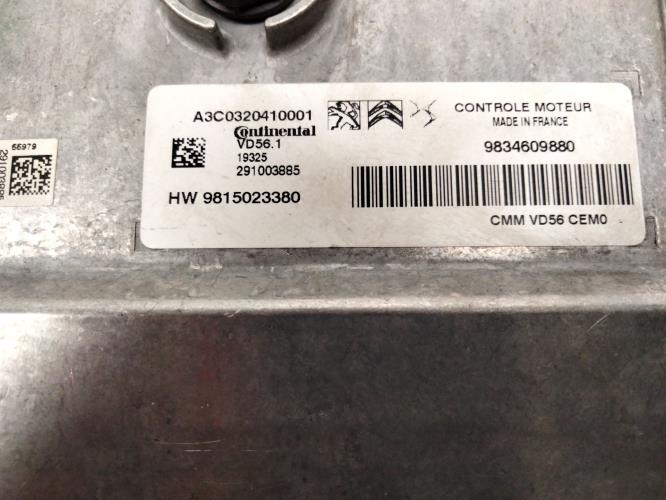 A3C0320410001
Continental
VD56.1
19325
291003885
HW 9815023380
CONTROLE MOTEUR
MADE IN FRANCE
9834609880
CMM VD56 CEM0
55979